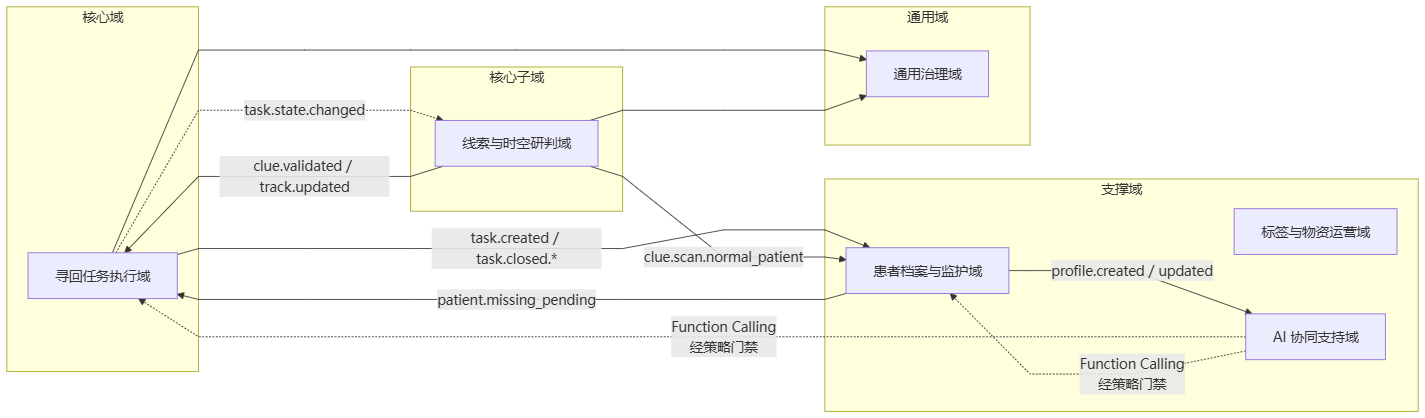 核心域
通用域
通用治理域
核心子域
task.state.changed
线索与时空研判域
clue.validated /
track.updated
支撑域
标签与物资运营域
task.created /
task.closed.*
clue.scan.normal_patient
寻回任务执行域
患者档案与监护域
profile.created / updated
patient.missing_pending
Function Calling
经策略门禁
AI 协同支持域
Function Calling
经策略门禁